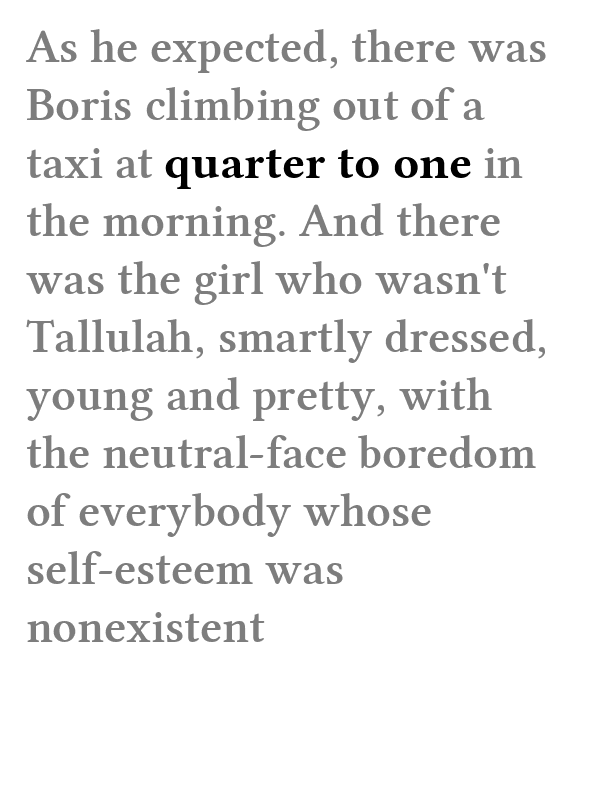 As he expected, there was
Boris climbing out of a
taxi at quarter to one in
the morning. And there
was the girl who wasn't
Tallulah, smartly dressed,
young and pretty, with
the neutral-face boredom
of everybody whose
self-esteem was
nonexistent